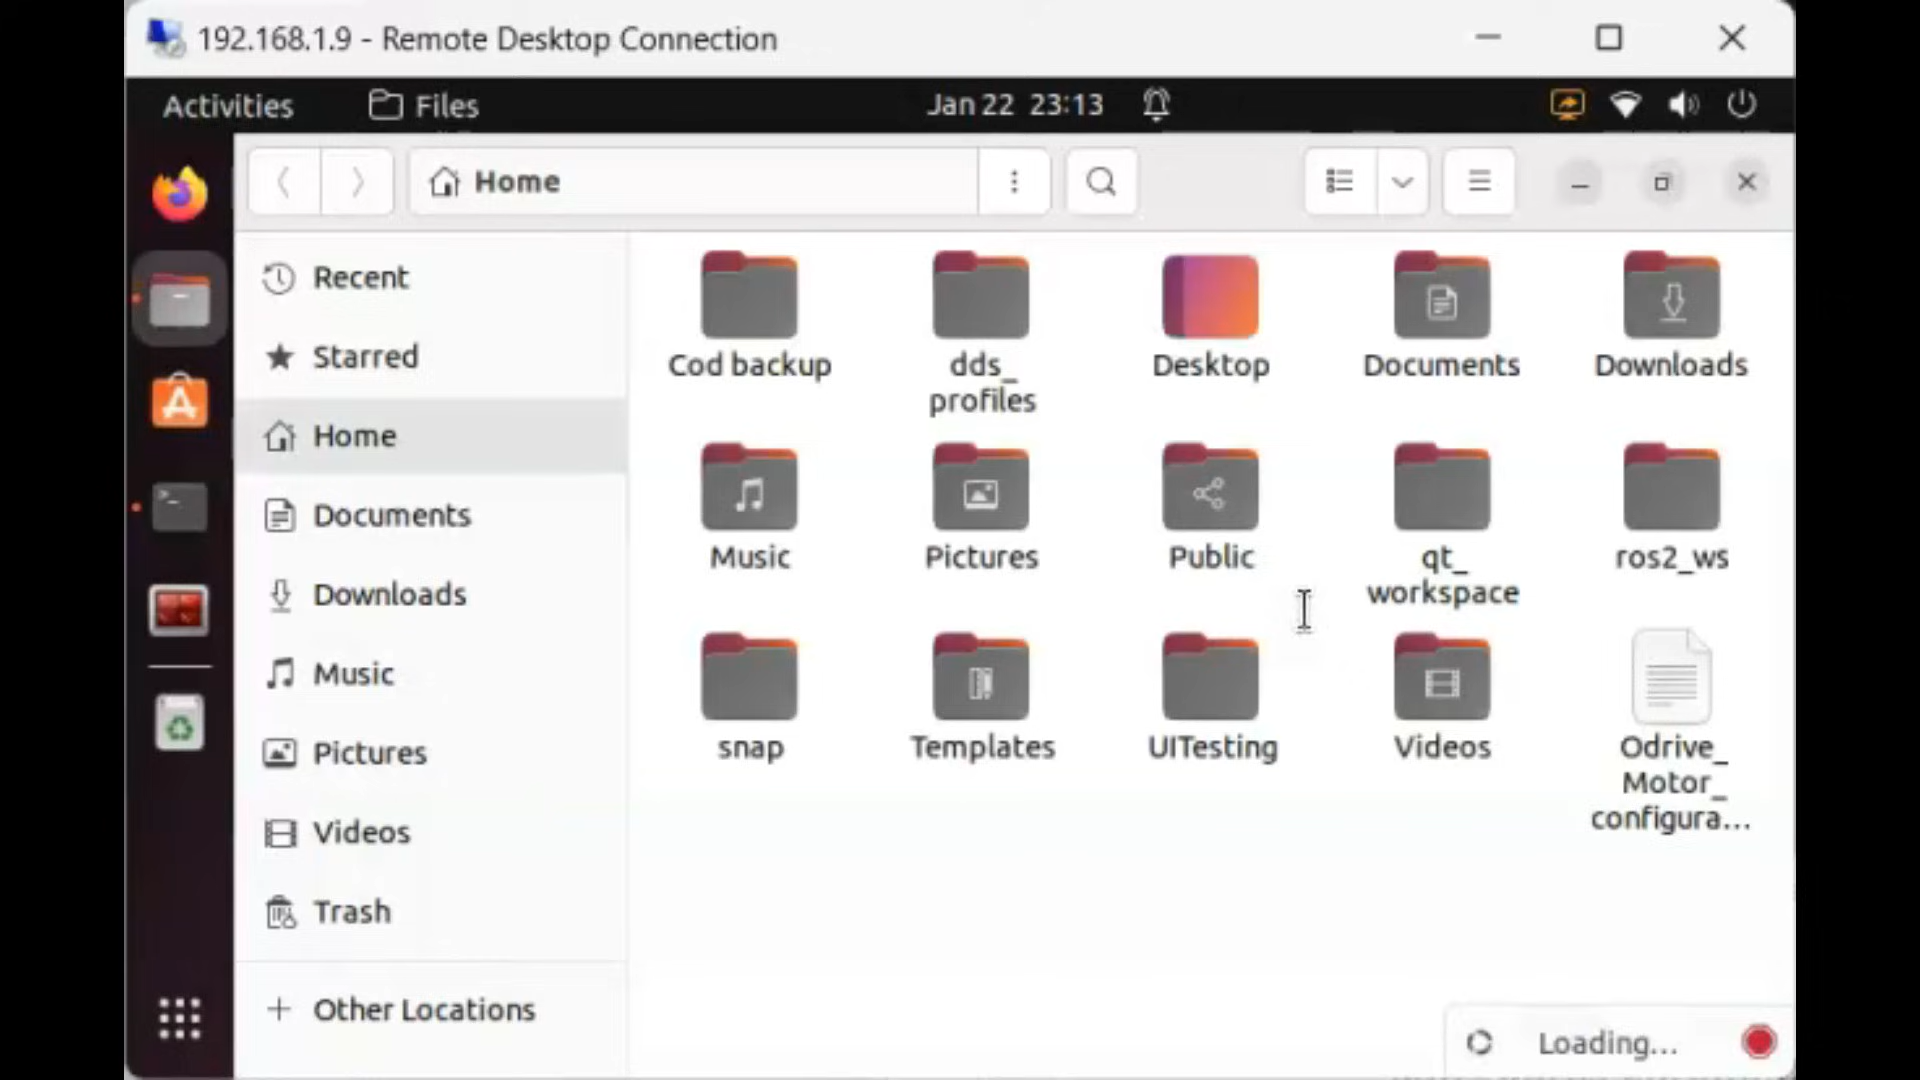 192.168.1.9 - Remote Desktop Connection
Activities
Files
Jan 22 23:13
Home
Recent
Starred
Home
Documents
Downloads
Music
Pictures
Videos
Trash
+ Other Locations
Cod backup
dds_
profiles
Desktop
Documents
Downloads
Music
Pictures
Public
qt_
workspace
ros2_ws
snap
Templates
UITesting
Videos
Odrive_
Motor_
configura...
Loading...